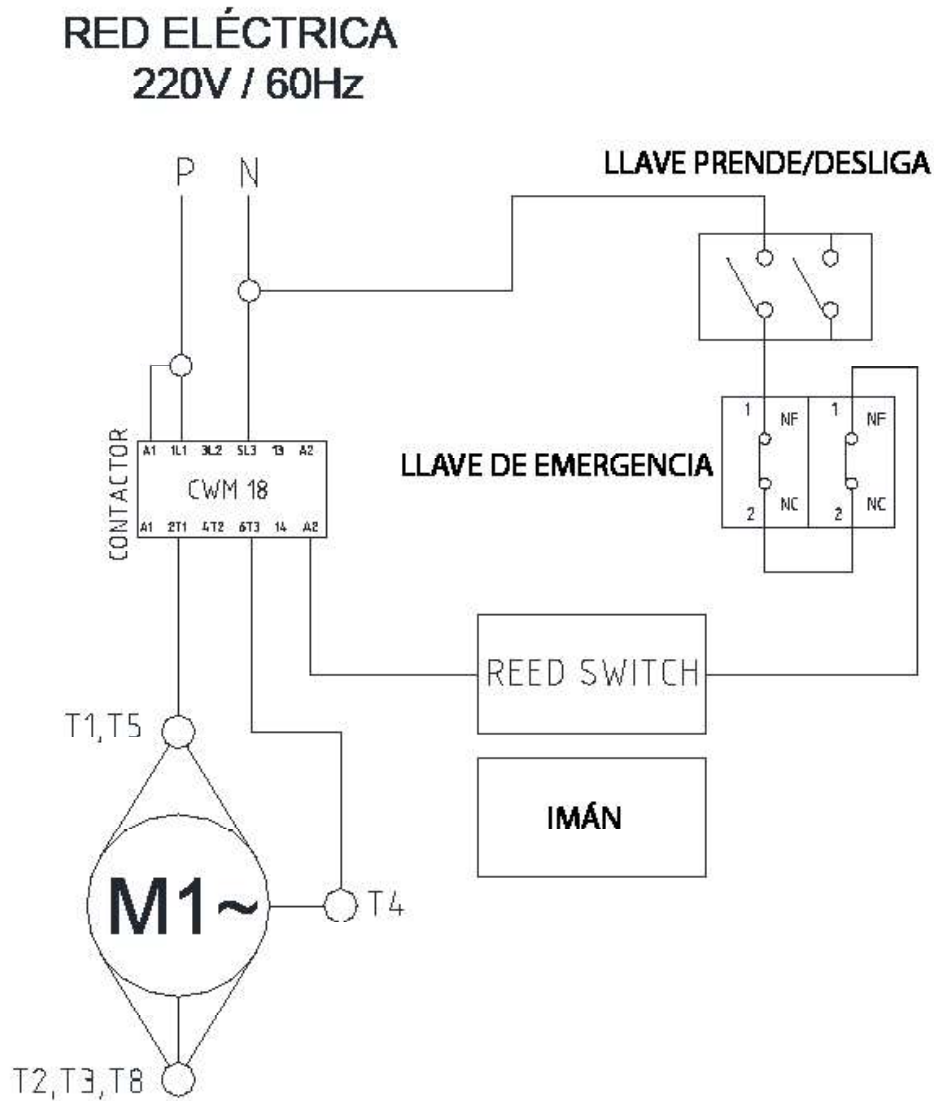 RED ELÉCTRICA
220V / 60Hz
P N
LLAVE PRENDE/DESLIGA
CONTACTOR
A1 1L1 3L2 5L3 13 A2
CWM 18
A1 2T1 4T2 6T3 14 A2
LLAVE DE EMERGENCIA
1 NF 1 NF
2 NC 2 NC
REED SWITCH
IMÁN
T1,T5
M1~
T4
T2,T3,T8